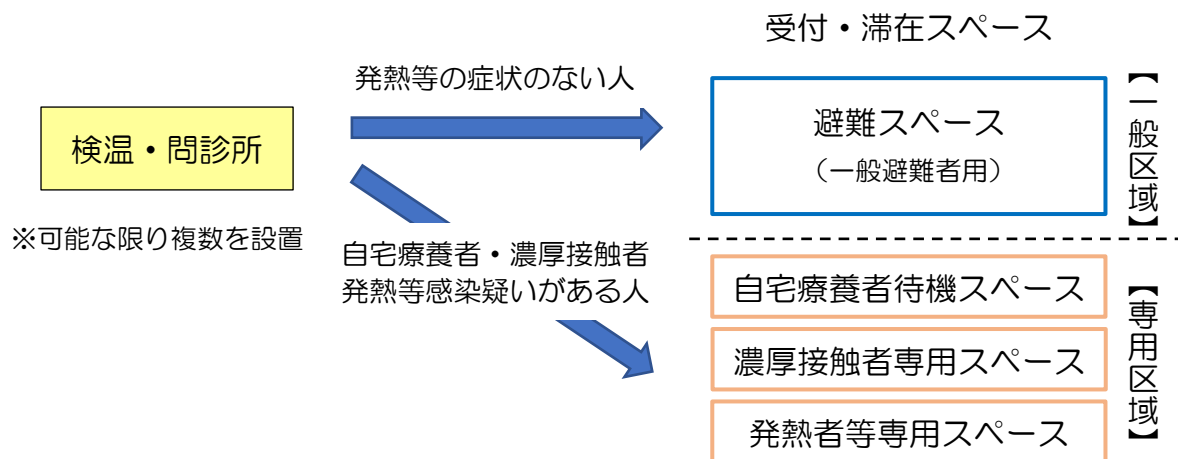 受付・滞在スペース
発熱等の症状のない人
検温・問診所
※可能な限り複数を設置
避難スペース
（一般避難者用）
【一般区域】
自宅療養者・濃厚接触者
発熱等感染疑いがある人
自宅療養者待機スペース
濃厚接触者専用スペース
発熱者等専用スペース
【専用区域】